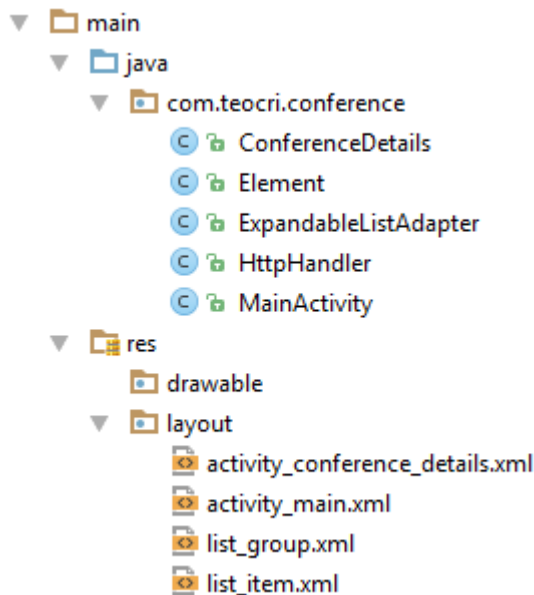 main
java
com.teocri.conference
C ConferenceDetails
C Element
C ExpandableListAdapter
C HttpHandler
C MainActivity
res
drawable
layout
activity_conference_details.xml
activity_main.xml
list_group.xml
list_item.xml